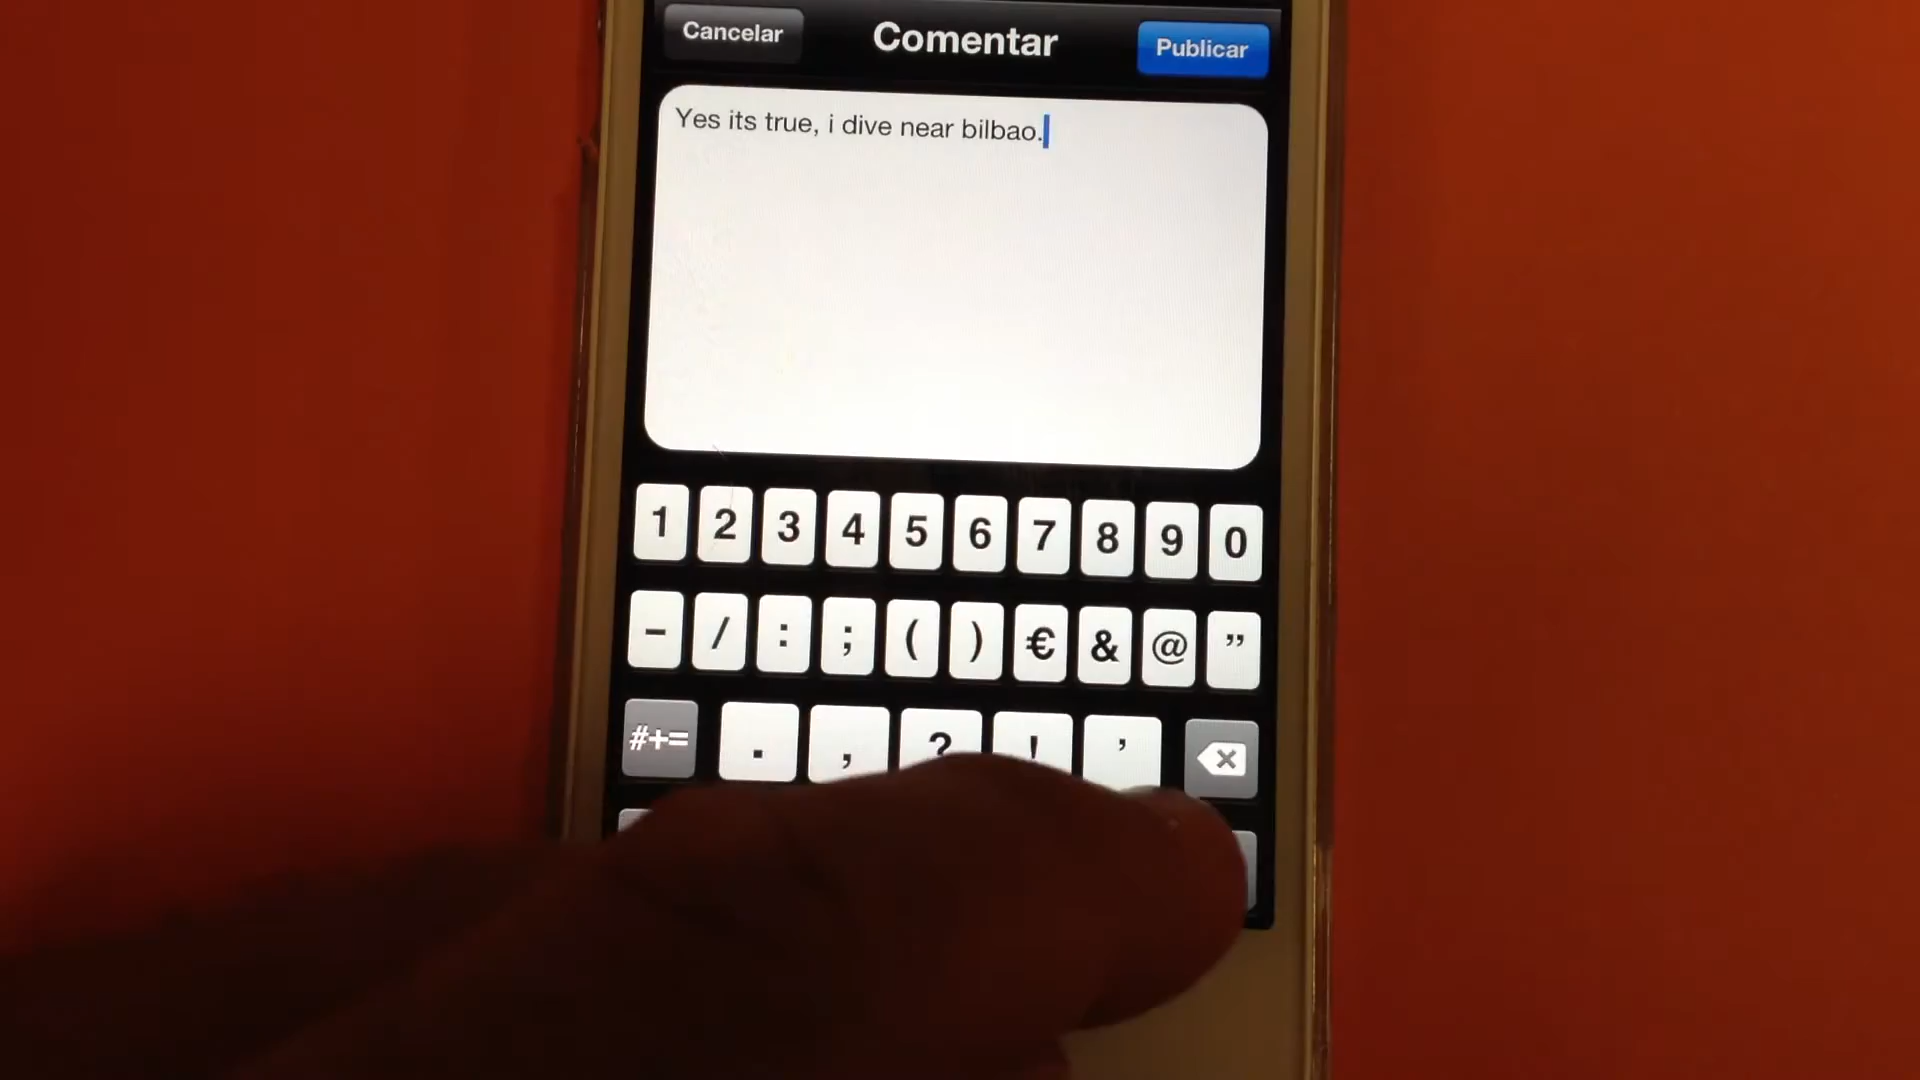 Cancelar
Comentar
Publicar
Yes its true, i dive near bilbao.
1 2 3 4 5 6 7 8 9 0
- / : ; ( ) € & @ ”
#+= . , ? ! ’